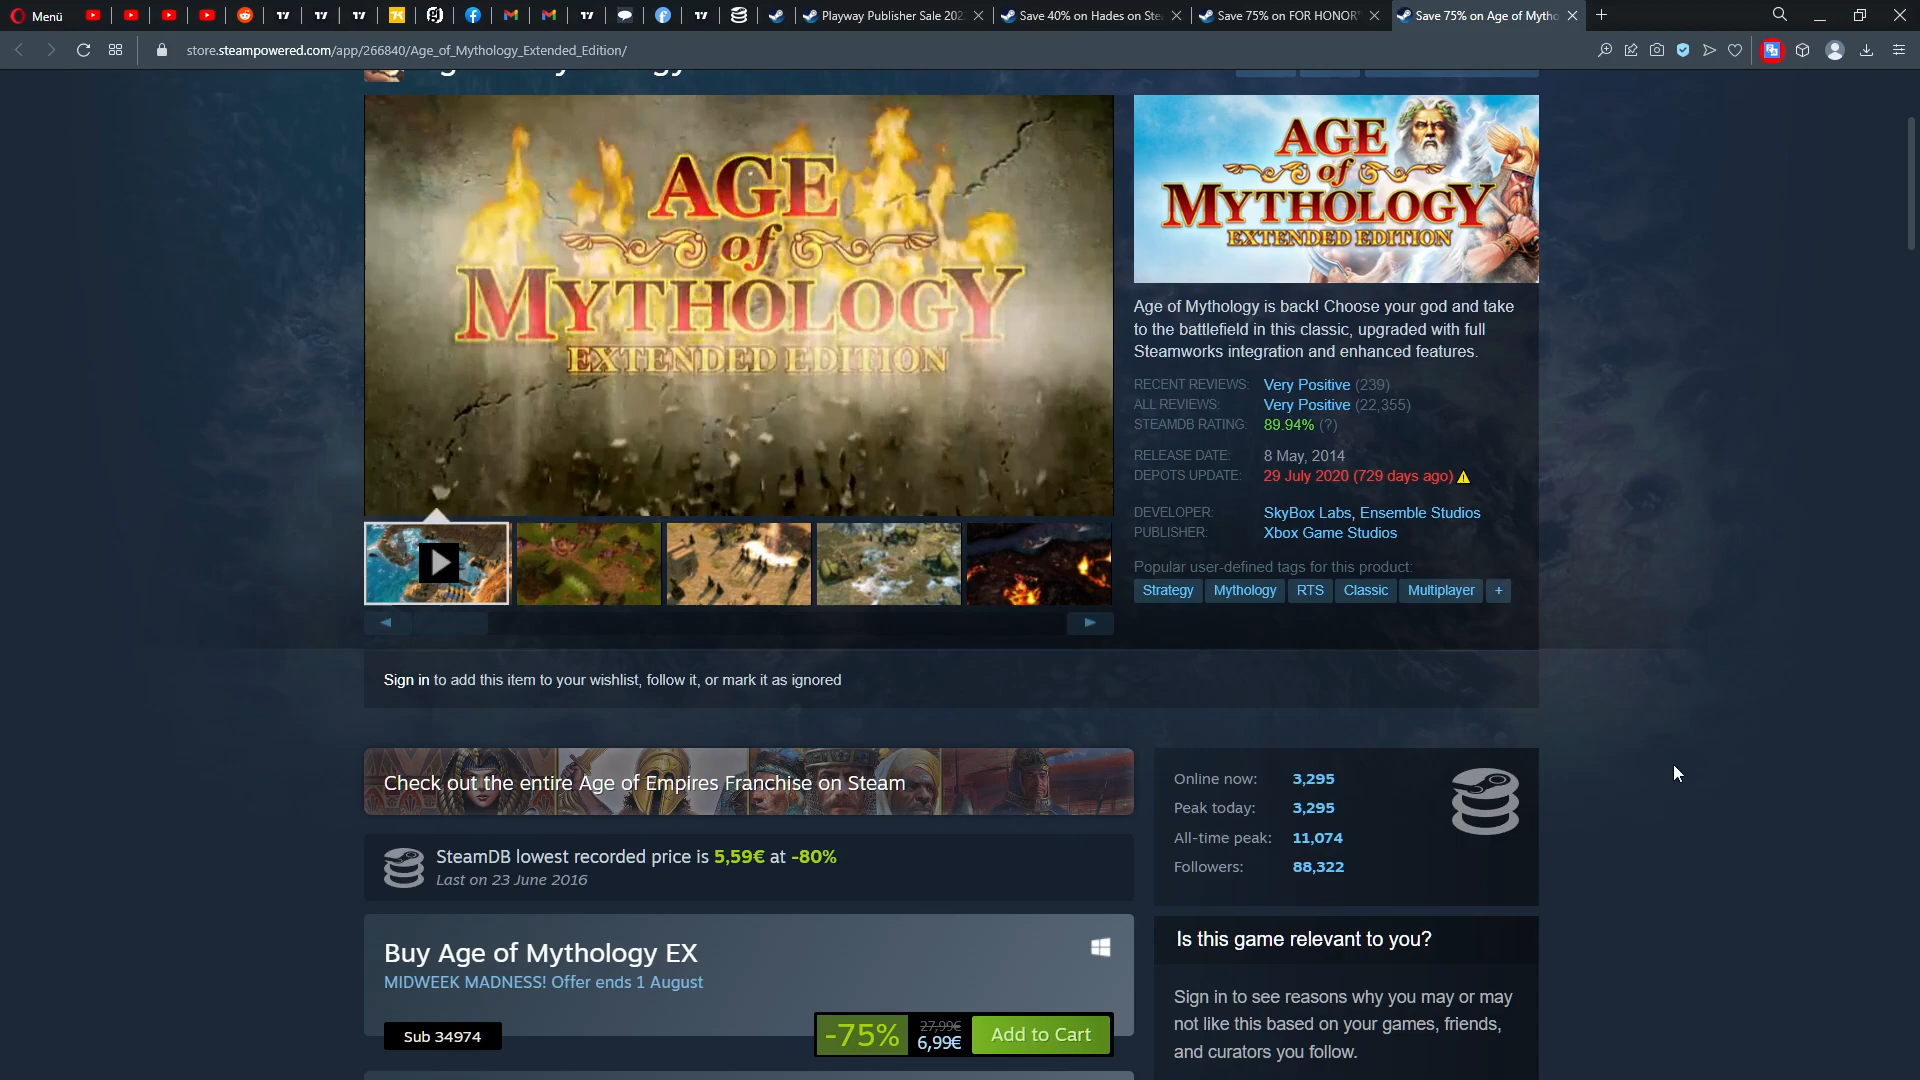 Menü
Playway Publisher Sale 202
Save 40% on Hades on Ste
Save 75% on FOR HONOR
Save 75% on Age of Mytho
store.steampowered.com/app/266840/Age_of_Mythology_Extended_Edition/
AGE
of
MYTHOLOGY
EXTENDED EDITION
AGE
of
MYTHOLOGY
EXTENDED EDITION
Age of Mythology is back! Choose your god and take
to the battlefield in this classic, upgraded with full
Steamworks integration and enhanced features.
RECENT REVIEWS: Very Positive (239)
ALL REVIEWS: Very Positive (22,355)
STEAMDB RATING: 89.94% (?)
RELEASE DATE: 8 May, 2014
DEPOTS UPDATE: 29 July 2020 (729 days ago)
DEVELOPER: SkyBox Labs, Ensemble Studios
PUBLISHER: Xbox Game Studios
Popular user-defined tags for this product:
Strategy Mythology RTS Classic Multiplayer +
Sign in to add this item to your wishlist, follow it, or mark it as ignored
Check out the entire Age of Empires Franchise on Steam
SteamDB lowest recorded price is 5,59€ at -80%
Last on 23 June 2016
Online now: 3,295
Peak today: 3,295
All-time peak: 11,074
Followers: 88,322
Buy Age of Mythology EX
MIDWEEK MADNESS! Offer ends 1 August
Sub 34974
-75%
27,99€
6,99€
Add to Cart
Is this game relevant to you?
Sign in to see reasons why you may or may
not like this based on your games, friends,
and curators you follow.